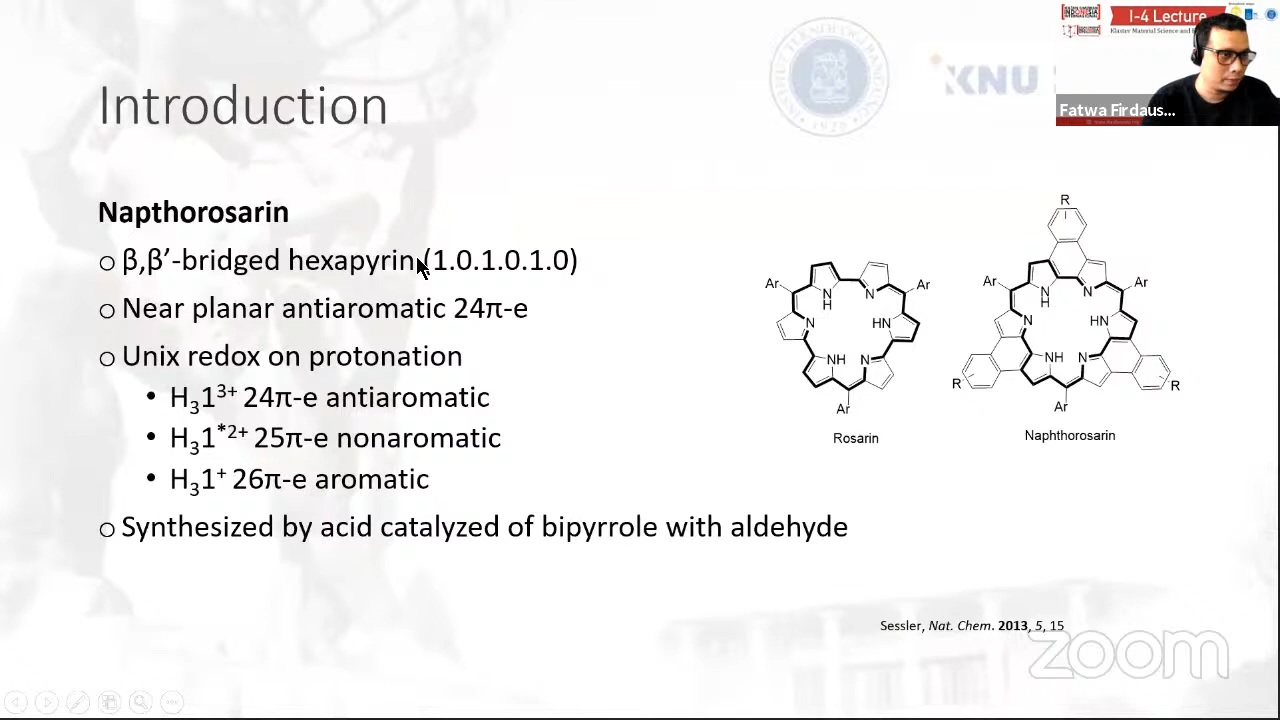 I-4 Lecture
KNU
Fatwa Firdaus...
Introduction
Napthorosarin
β,β’-bridged hexapyrin (1.0.1.0.1.0)
Near planar antiaromatic 24π-e
Unix redox on protonation
H₃1³⁺ 24π-e antiaromatic
H₃1*²⁺ 25π-e nonaromatic
H₃1⁺ 26π-e aromatic
Synthesized by acid catalyzed of bipyrrole with aldehyde
Ar
Ar
N
H
N
N
HN
NH
N
Ar
Rosarin
R
Ar
Ar
N
H
N
N
HN
NH
N
R
R
Ar
Naphthorosarin
Sessler, Nat. Chem. 2013, 5, 15
zoom